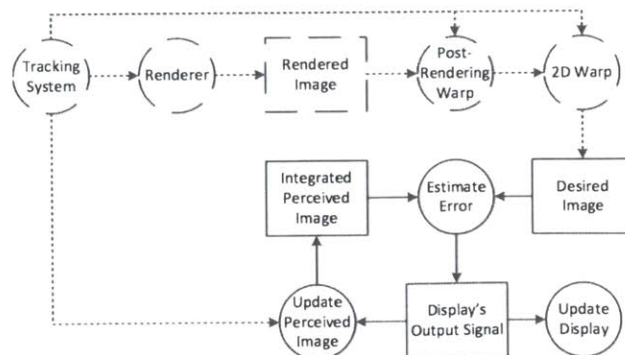 Tracking
System
Renderer
Rendered
Image
Post-
Rendering
Warp
2D Warp
Integrated
Perceived Image
Estimate
Error
Desired
Image
Update
Perceived Image
Display's
Output Signal
Update
Display